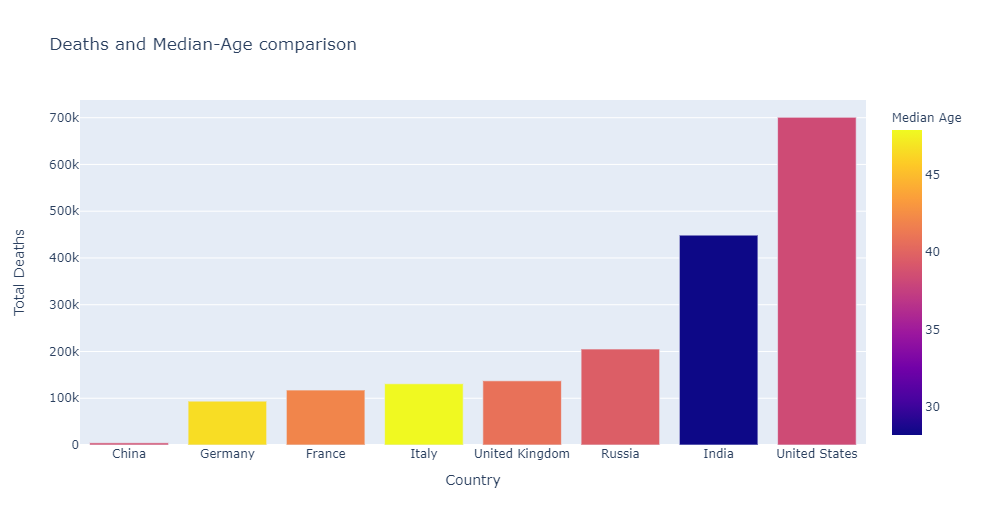 Deaths and Median-Age comparison
Total Deaths
700k
600k
500k
400k
300k
200k
100k
0
China Germany France Italy United Kingdom Russia India United States
Country
Median Age
45
40
35
30